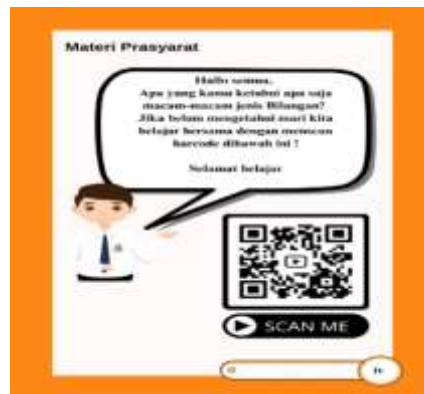 Materi Prasyarat
Hallo semua,
Apa yang kamu ketahui apa saja
macam-macam jenis Bilangan?
Jika belum mengetahui mari kita
belajar bersama dengan menscan
barcode dibawah ini !
Selamat belajar
SCAN ME